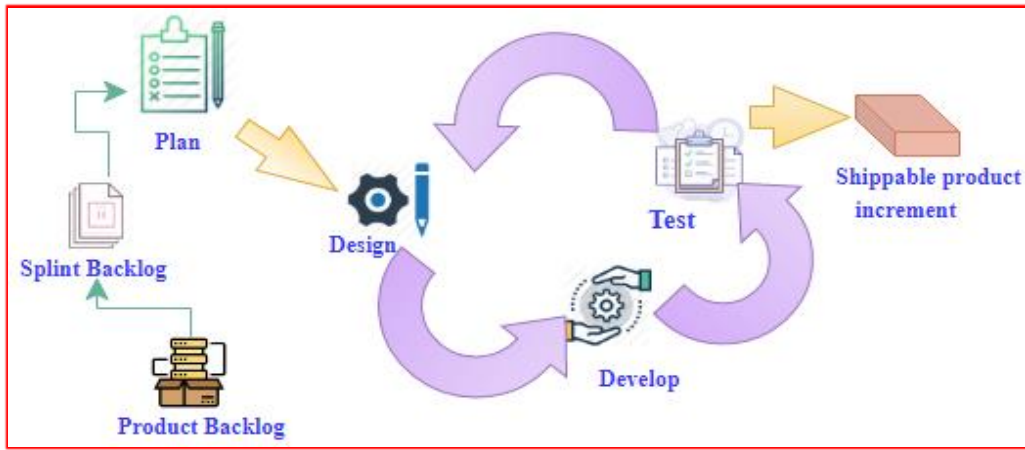 Plan
Splint Backlog
Product Backlog
Design
Develop
Test
Shippable product
increment